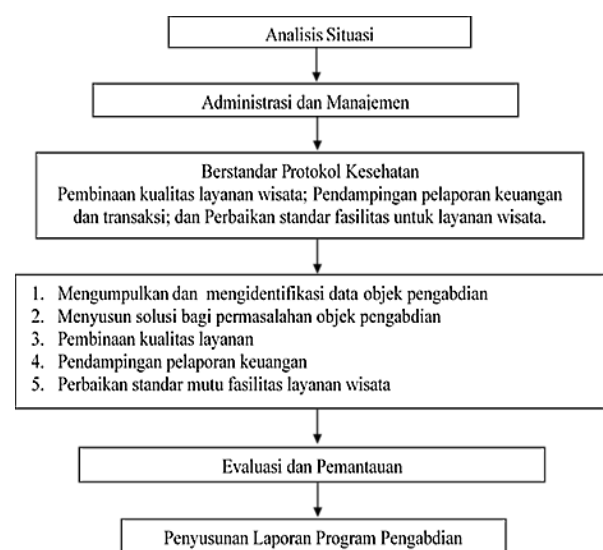 Analisis Situasi
Administrasi dan Manajemen
Berstandar Protokol Kesehatan
Pembinaan kualitas layanan wisata; Pendampingan pelaporan keuangan
dan transaksi; dan Perbaikan standar fasilitas untuk layanan wisata.
1. Mengumpulkan dan mengidentifikasi data objek pengabdian
2. Menyusun solusi bagi permasalahan objek pengabdian
3. Pembinaan kualitas layanan
4. Pendampingan pelaporan keuangan
5. Perbaikan standar mutu fasilitas layanan wisata
Evaluasi dan Pemantauan
Penyusunan Laporan Program Pengabdian